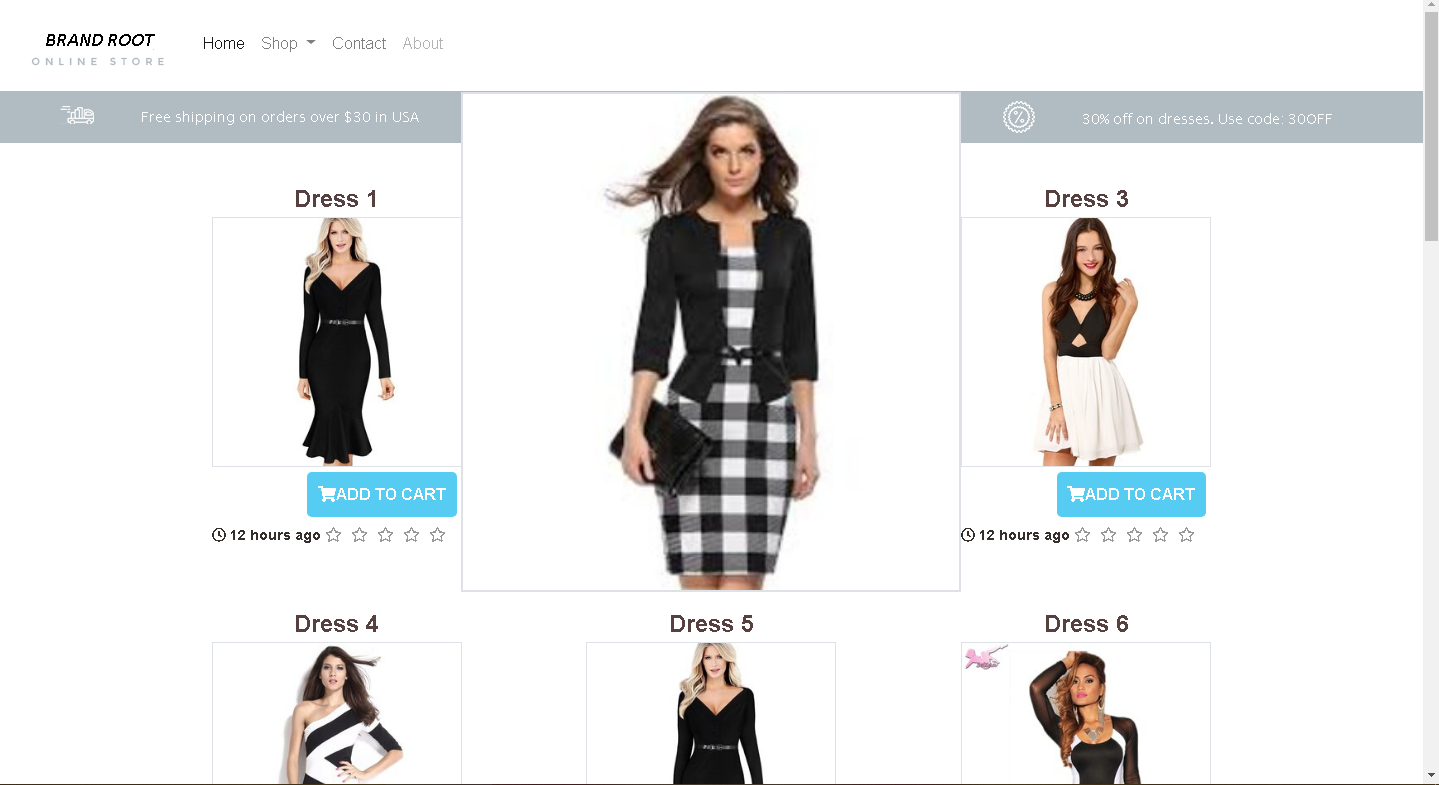 BRAND ROOT
ONLINE STORE
Home Shop Contact About
Free shipping on orders over $30 in USA
30% off on dresses. Use code: 30OFF
Dress 1
Dress 3
ADD TO CART
ADD TO CART
12 hours ago
12 hours ago
Dress 4
Dress 5
Dress 6